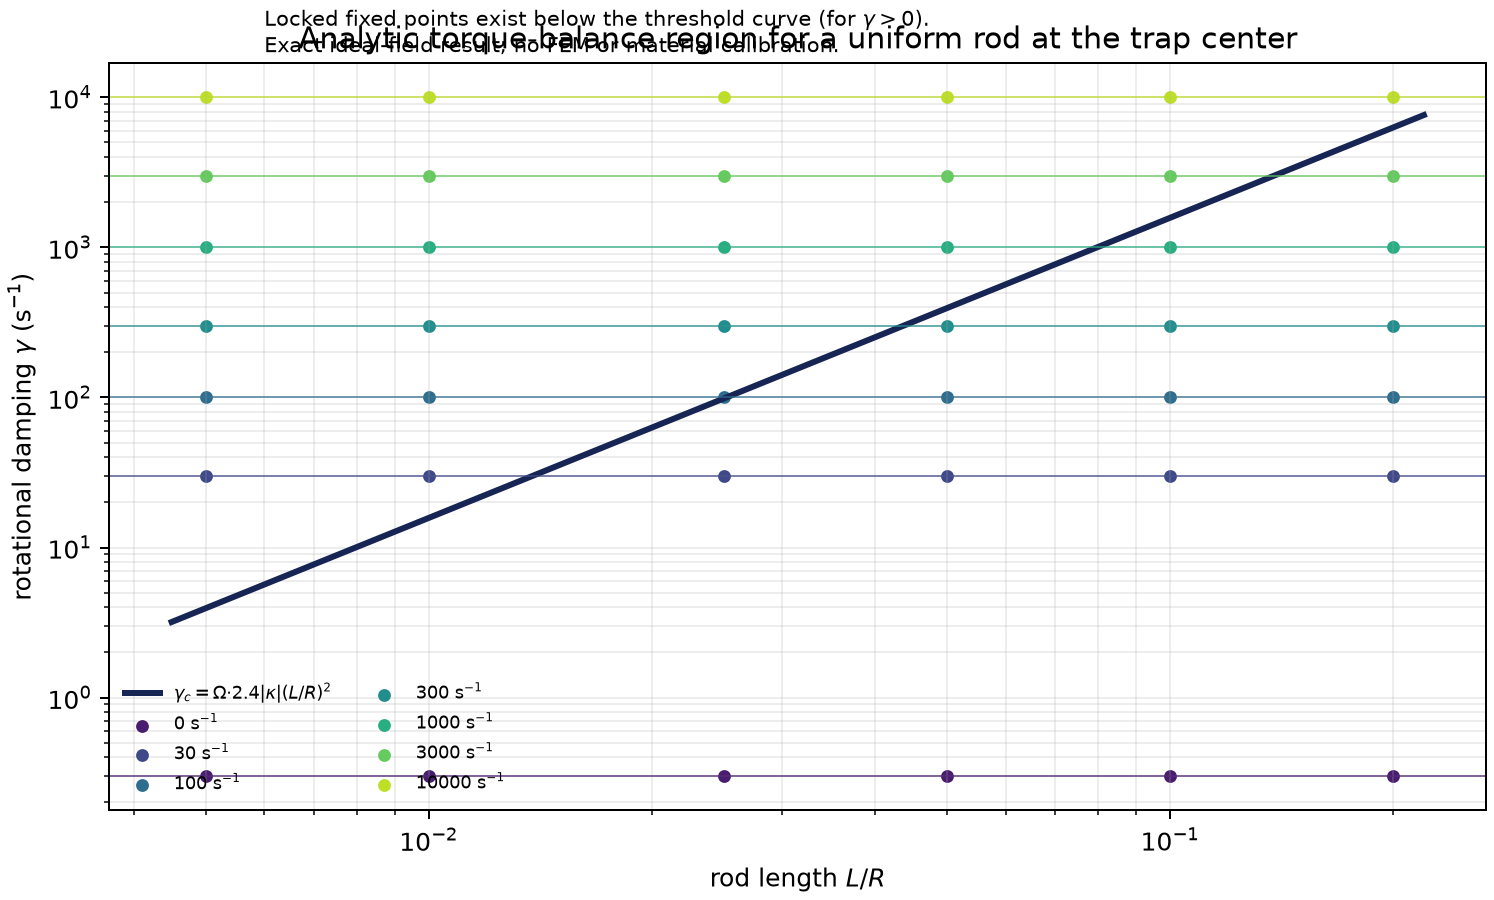 Locked fixed points exist below the threshold curve (for γ > 0).
Exact ideal-field result; no FEM or material calibration.
Analytic torque-balance region for a uniform rod at the trap center
rotational damping γ (s⁻¹)
10⁴
10³
10²
10¹
10⁰
γ_c = Ω·2.4|κ|(L/R)²
0 s⁻¹
30 s⁻¹
100 s⁻¹
300 s⁻¹
1000 s⁻¹
3000 s⁻¹
10000 s⁻¹
10⁻²
10⁻¹
rod length L/R